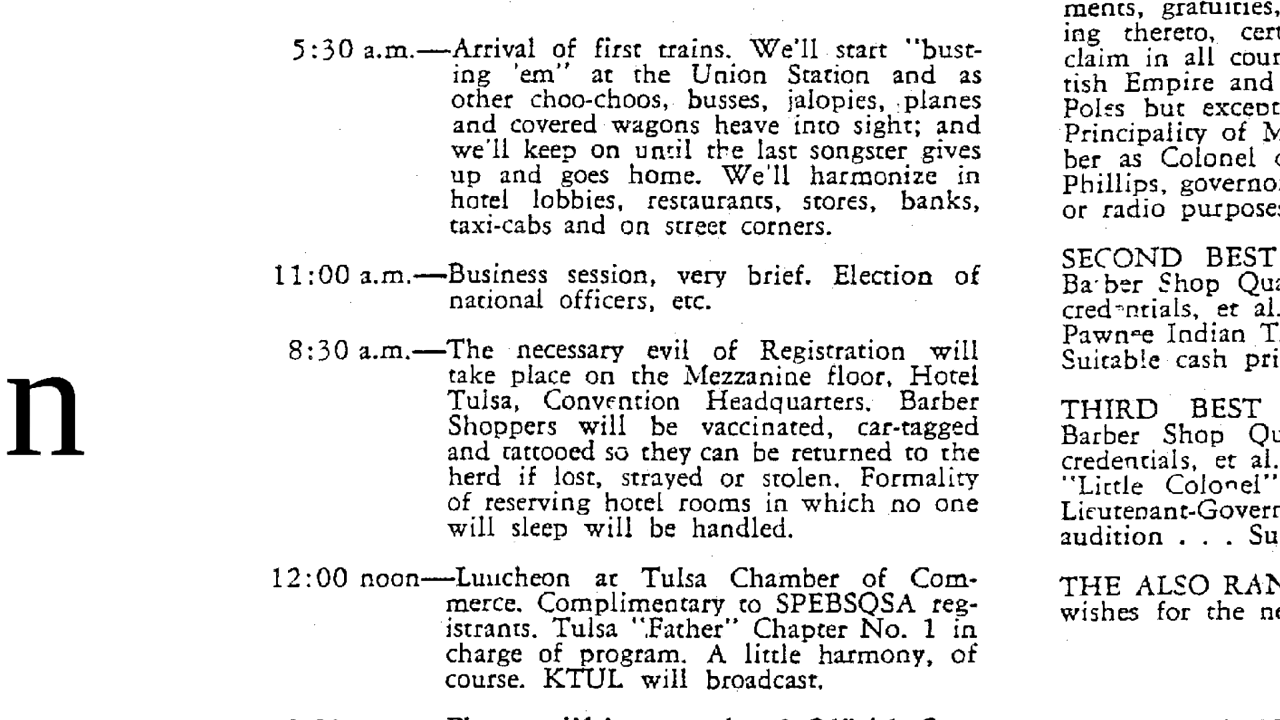 n
5:30 a.m.—Arrival of first trains. We'll start "bust-
ing 'em" at the Union Station and as
other choo-choos, busses, jalopies, planes
and covered wagons heave into sight; and
we'll keep on until the last songster gives
up and goes home. We'll harmonize in
hotel lobbies, restaurants, stores, banks,
taxi-cabs and on street corners.
11:00 a.m.—Business session, very brief. Election of
national officers, etc.
8:30 a.m.—The necessary evil of Registration will
take place on the Mezzanine floor, Hotel
Tulsa, Convention Headquarters. Barber
Shoppers will be vaccinated, car-tagged
and tattooed so they can be returned to the
herd if lost, strayed or stolen. Formality
of reserving hotel rooms in which no one
will sleep will be handled.
12:00 noon—Luncheon at Tulsa Chamber of Com-
merce. Complimentary to SPEBSQSA reg-
istrants. Tulsa "Father" Chapter No. 1 in
charge of program. A little harmony, of
course. KTUL will broadcast.
ments, gratuities,
ing thereto, cert
claim in all cour
tish Empire and
Poles but except
Principality of M
ber as Colonel
Phillips, governo
or radio purposes
SECOND BEST
Barber Shop Qua
credentials, et al.
Pawnee Indian T
Suitable cash pri
THIRD BEST
Barber Shop Qu
credentials, et al.
"Little Colonel"
Lieutenant-Govern
audition . . . Su
THE ALSO RAN
wishes for the ne